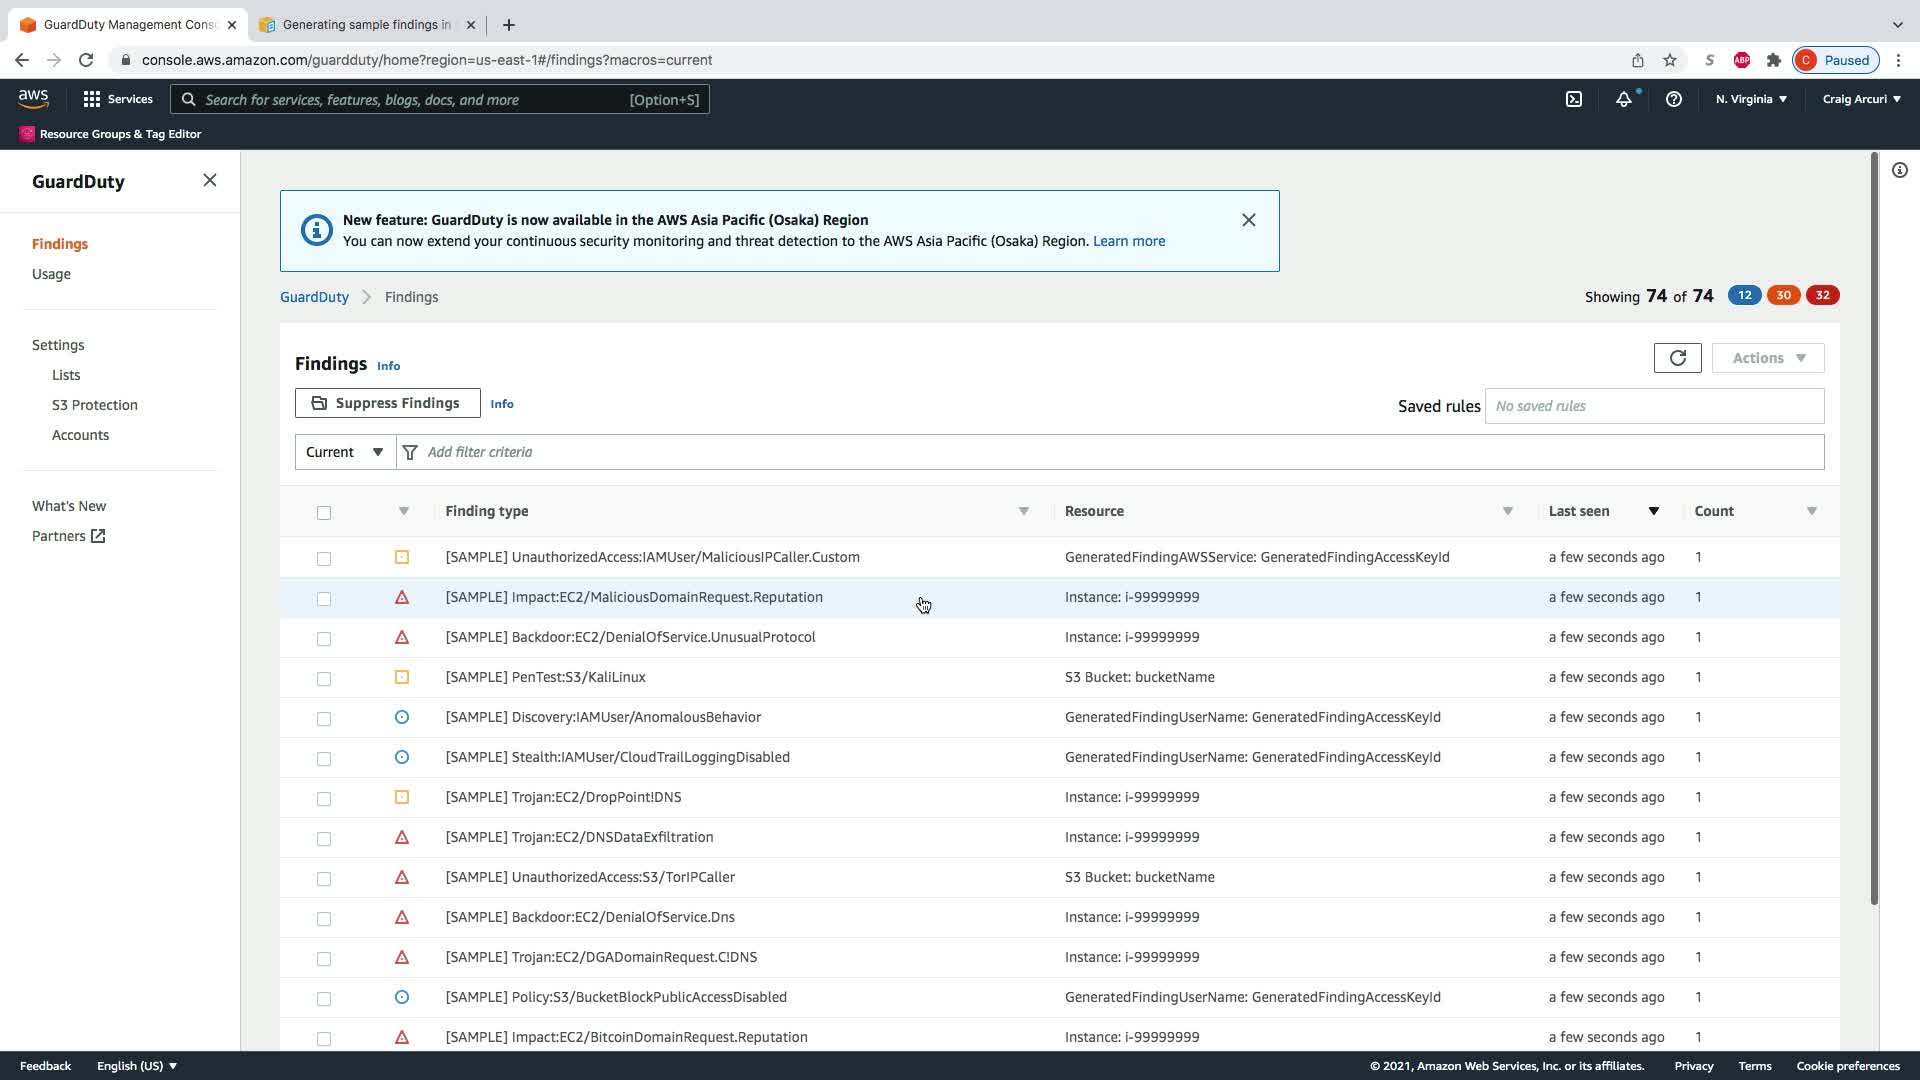 GuardDuty Management Conso
Generating sample findings in
console.aws.amazon.com/guardduty/home?region=us-east-1#/findings?macros=current
S
ABP
C
Paused
aws
Services
Search for services, features, blogs, docs, and more
[Option+S]
N. Virginia
Craig Arcuri
Resource Groups & Tag Editor
GuardDuty
Findings
Usage
Settings
Lists
S3 Protection
Accounts
What's New
Partners
New feature: GuardDuty is now available in the AWS Asia Pacific (Osaka) Region
You can now extend your continuous security monitoring and threat detection to the AWS Asia Pacific (Osaka) Region. Learn more
GuardDuty Findings
Showing 74 of 74 12 30 32
Findings Info
Actions
Suppress Findings Info
Saved rules No saved rules
Current Add filter criteria
Finding type Resource Last seen Count
[SAMPLE] UnauthorizedAccess:IAMUser/MaliciousIPCaller.Custom GeneratedFindingAWSService: GeneratedFindingAccessKeyId a few seconds ago 1
[SAMPLE] Impact:EC2/MaliciousDomainRequest.Reputation Instance: i-99999999 a few seconds ago 1
[SAMPLE] Backdoor:EC2/DenialOfService.UnusualProtocol Instance: i-99999999 a few seconds ago 1
[SAMPLE] PenTest:S3/KaliLinux S3 Bucket: bucketName a few seconds ago 1
[SAMPLE] Discovery:IAMUser/AnomalousBehavior GeneratedFindingUserName: GeneratedFindingAccessKeyId a few seconds ago 1
[SAMPLE] Stealth:IAMUser/CloudTrailLoggingDisabled GeneratedFindingUserName: GeneratedFindingAccessKeyId a few seconds ago 1
[SAMPLE] Trojan:EC2/DropPoint!DNS Instance: i-99999999 a few seconds ago 1
[SAMPLE] Trojan:EC2/DNSDataExfiltration Instance: i-99999999 a few seconds ago 1
[SAMPLE] UnauthorizedAccess:S3/TorIPCaller S3 Bucket: bucketName a few seconds ago 1
[SAMPLE] Backdoor:EC2/DenialOfService.Dns Instance: i-99999999 a few seconds ago 1
[SAMPLE] Trojan:EC2/DGADomainRequest.C!DNS Instance: i-99999999 a few seconds ago 1
[SAMPLE] Policy:S3/BucketBlockPublicAccessDisabled GeneratedFindingUserName: GeneratedFindingAccessKeyId a few seconds ago 1
[SAMPLE] Impact:EC2/BitcoinDomainRequest.Reputation Instance: i-99999999 a few seconds ago 1
Feedback English (US) © 2021, Amazon Web Services, Inc. or its affiliates. Privacy Terms Cookie preferences